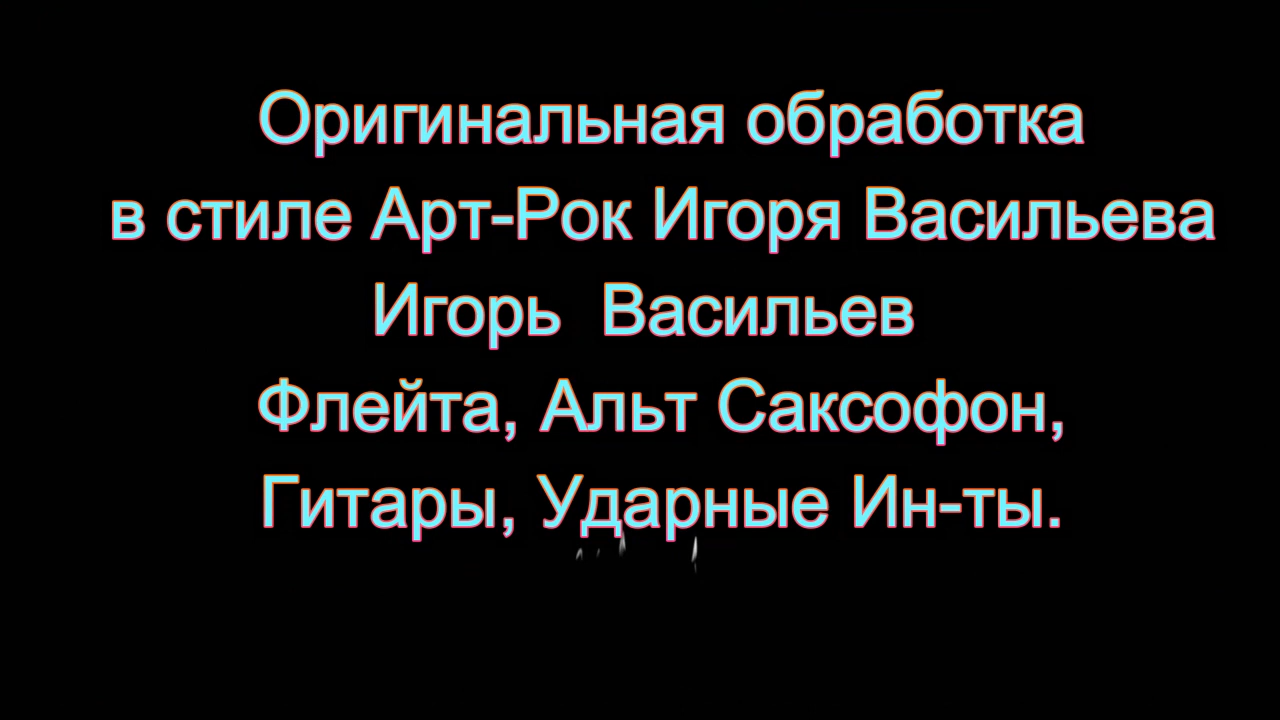 Оригинальная обработка
в стиле Арт-Рок Игоря Васильева
Игорь Васильев
Флейта, Альт Саксофон,
Гитары, Ударные Ин-ты.